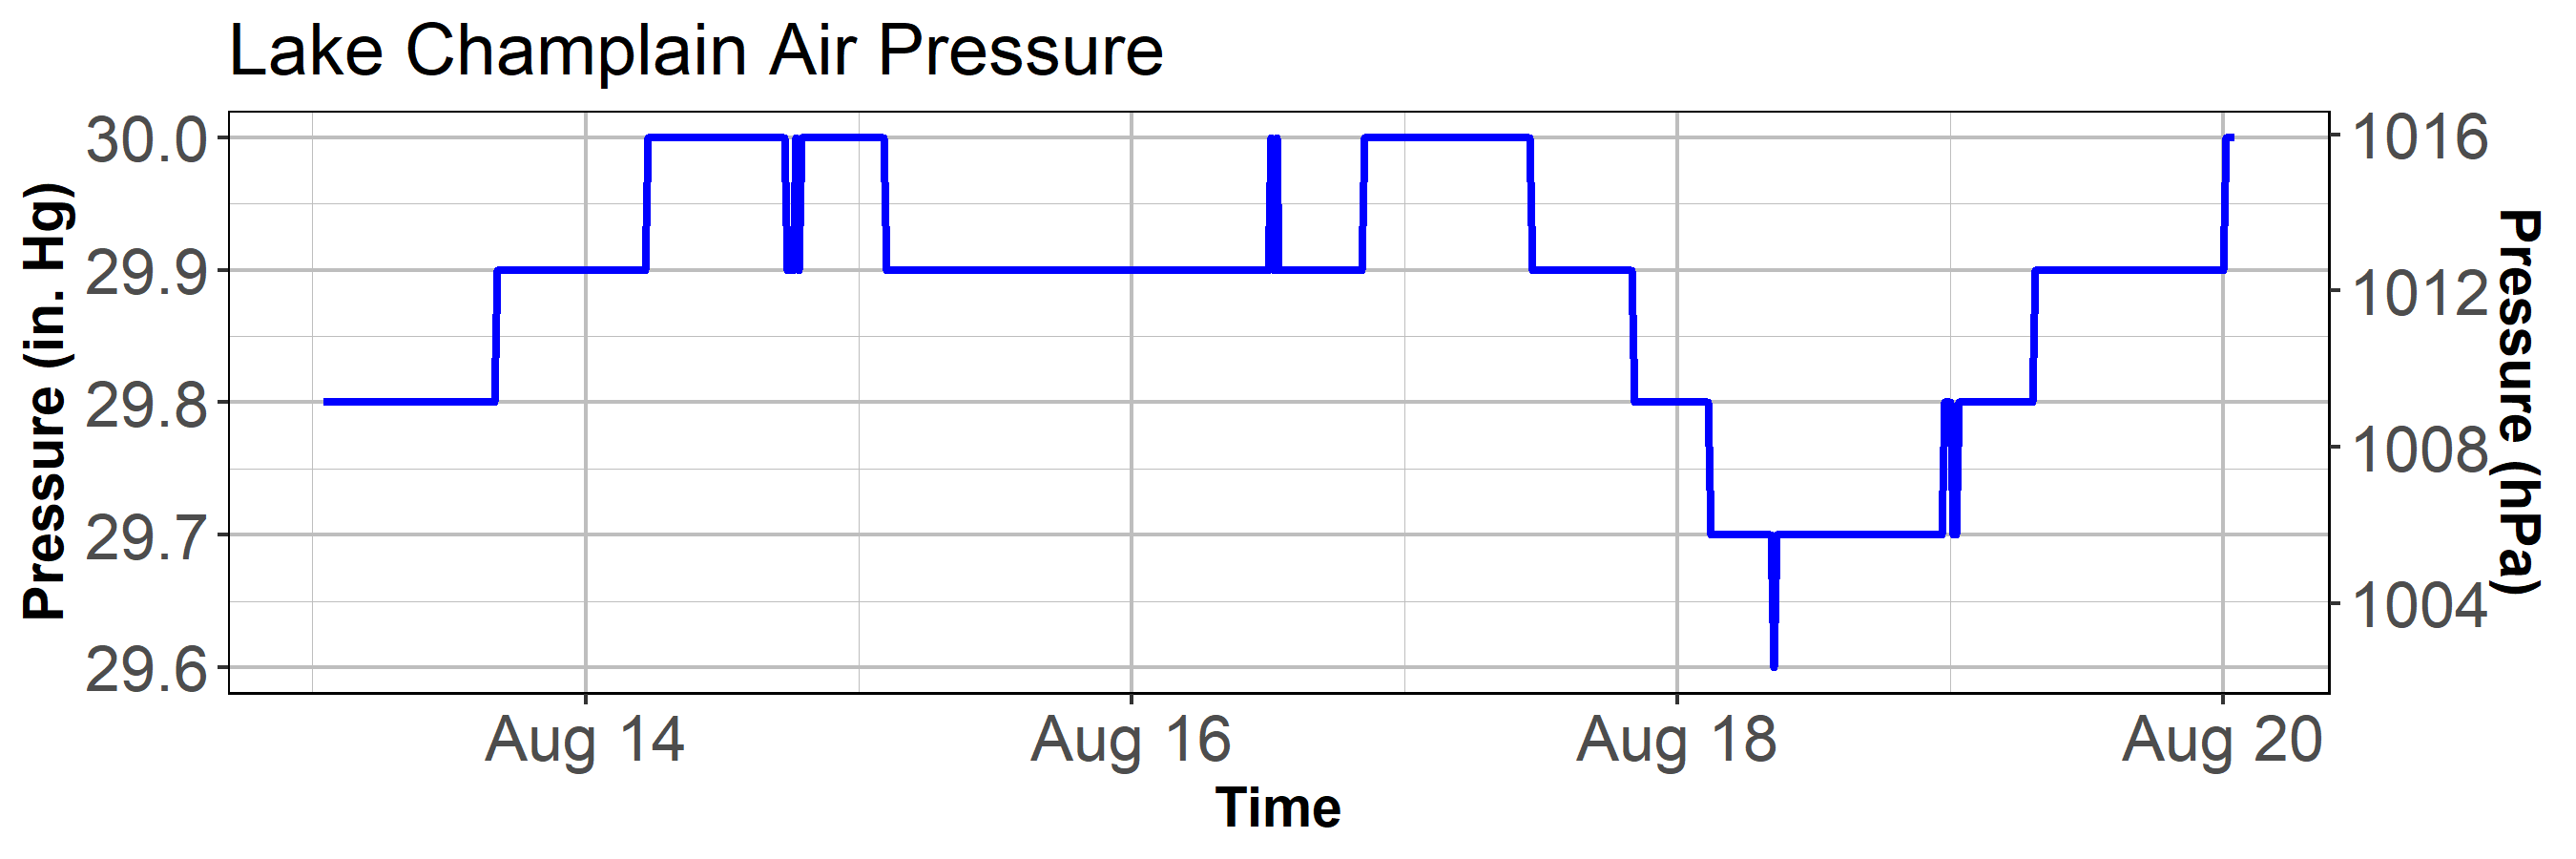 Lake Champlain Air Pressure
Pressure (in. Hg)
30.0
29.9
29.8
29.7
29.6
1016
1012
1008
1004
Pressure (hPa)
Aug 14 Aug 16 Aug 18 Aug 20
Time